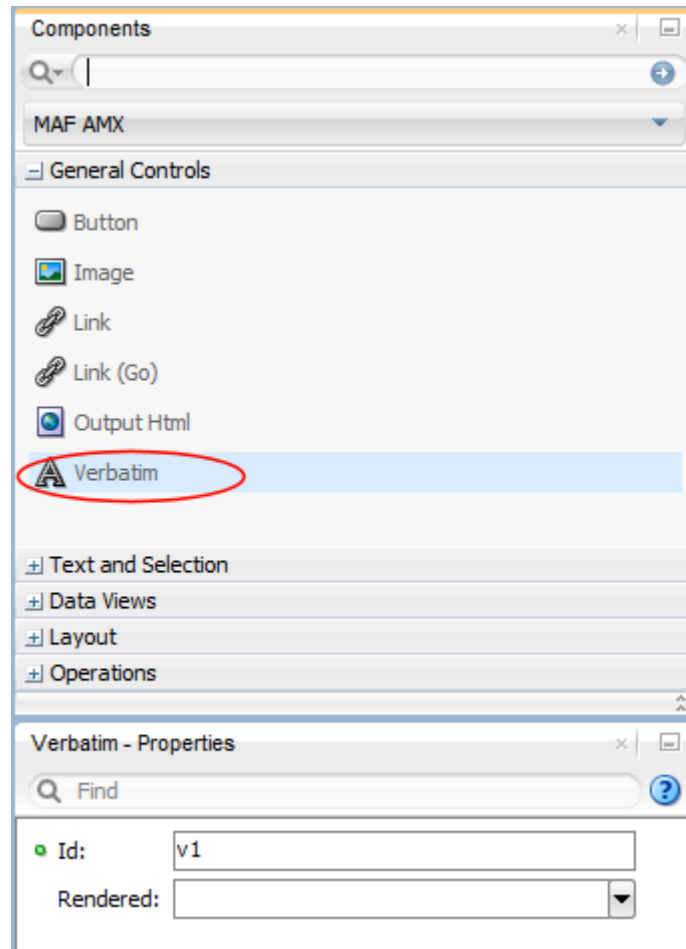 Components
MAF AMX
General Controls
Button
Image
Link
Link (Go)
Output Html
Verbatim
Text and Selection
Data Views
Layout
Operations
Verbatim - Properties
Find
Id: v1
Rendered: